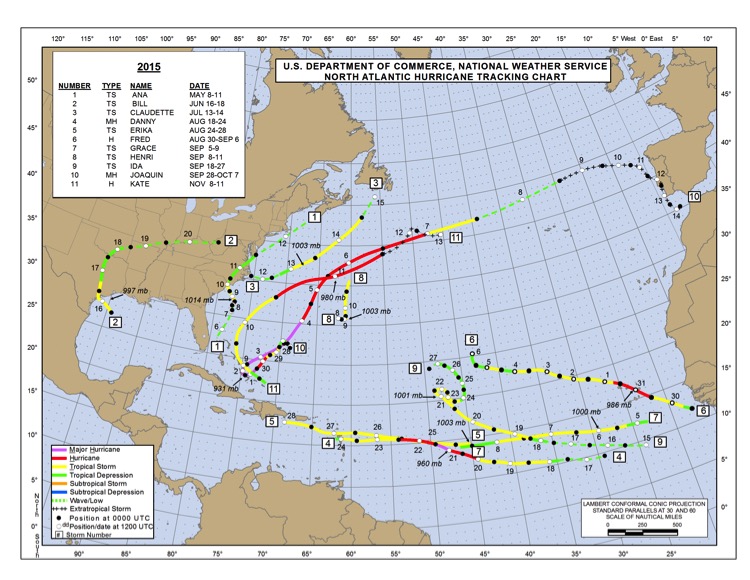 120° 110° 100° 90° 80° 70° 60° 50° 40° 30° 20° 10° 5° West 0° East 5° 10°
U.S. DEPARTMENT OF COMMERCE, NATIONAL WEATHER SERVICE
NORTH ATLANTIC HURRICANE TRACKING CHART
2015
NUMBER TYPE NAME DATE
1 TS ANA MAY 8-11
2 TS BILL JUN 16-18
3 TS CLAUDETTE JUL 13-14
4 MH DANNY AUG 18-24
5 TS ERIKA AUG 24-28
6 H FRED AUG 30-SEP 6
7 TS GRACE SEP 5-9
8 TS HENRI SEP 8-11
9 TS IDA SEP 18-27
10 MH JOAQUIN SEP 28-OCT 7
11 H KATE NOV 8-11
50°
45°
40°
35°
30°
25°
20°
15°
10°
5°
0°
5°
North
South
45°
40°
35°
30°
25°
20°
15°
10°
5°
0°
5°
997 mb
1003 mb
1014 mb
980 mb
1003 mb
931 mb
1001 mb
1003 mb
960 mb
1000 mb
986 mb
Major Hurricane
Hurricane
Tropical Storm
Tropical Depression
Subtropical Storm
Subtropical Depression
Wave/Low
Extratropical Storm
Position at 0000 UTC
dd Position/date at 1200 UTC
# Storm Number
LAMBERT CONFORMAL CONIC PROJECTION
STANDARD PARALLELS AT 30 AND 60
SCALE OF NAUTICAL MILES
0 250 500
90° 85° 80° 75° 70° 65° 60° 55° 50° 45° 40° 35° 30° 25°